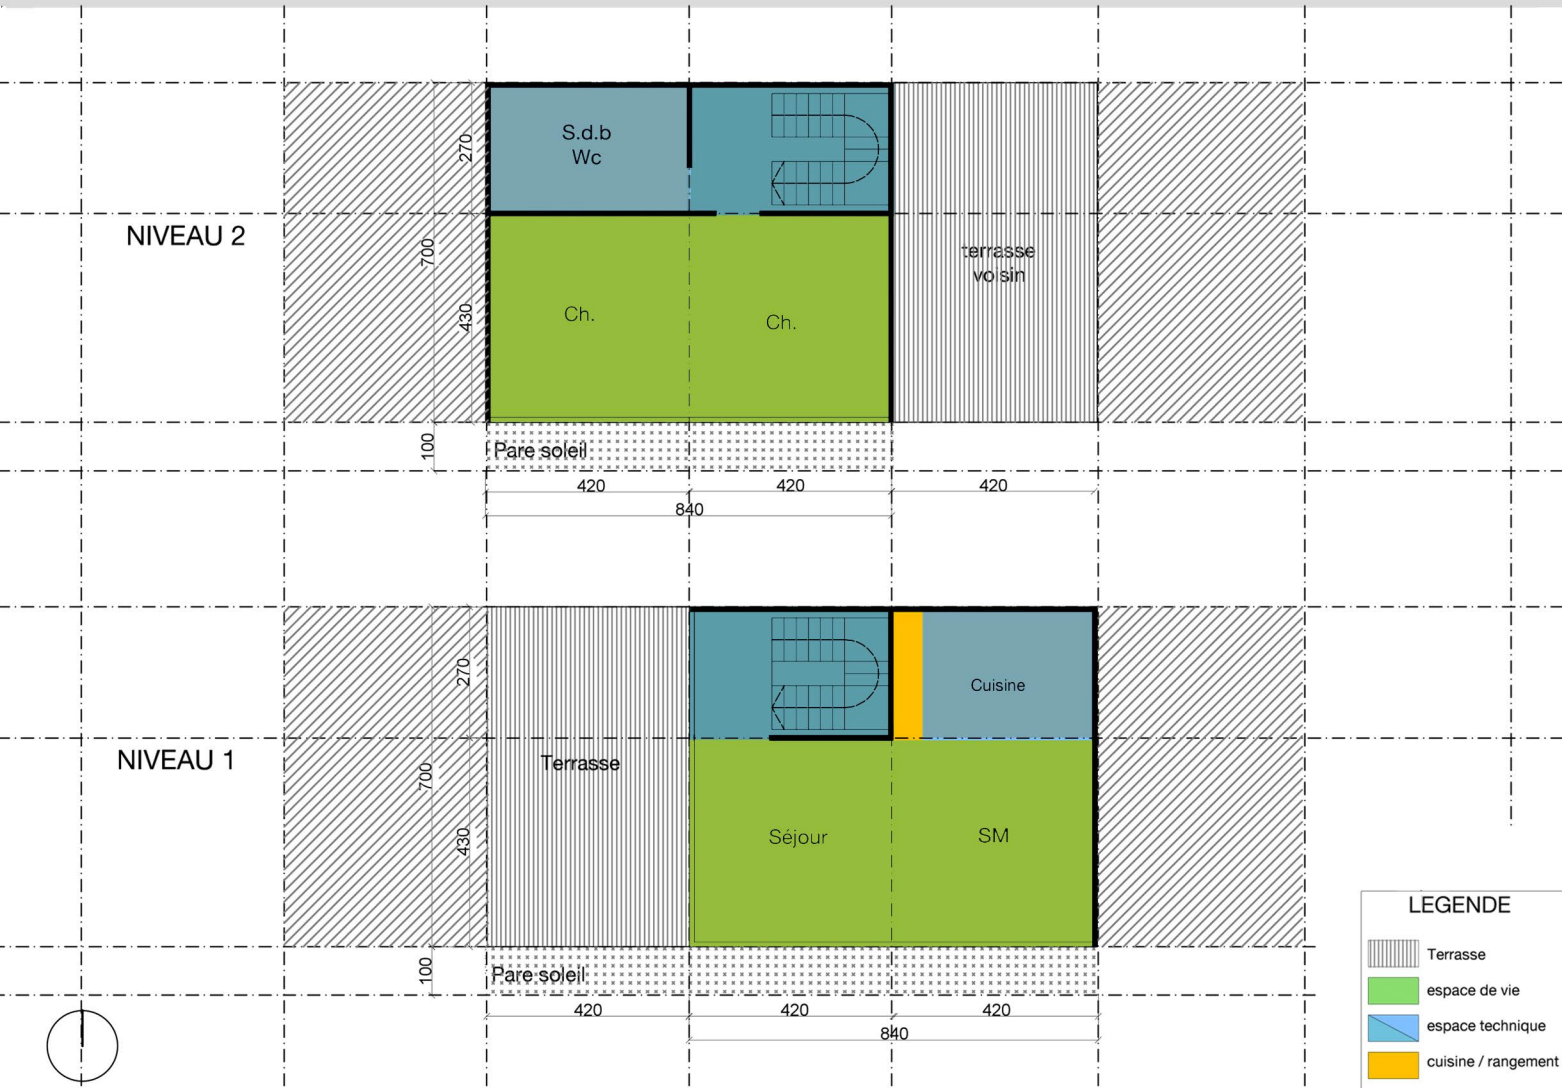 S.d.b
Wc
270
NIVEAU 2
700
terrasse
voisin
430
Ch.
Ch.
100
Pare soleil
420
420
420
840
270
Cuisine
NIVEAU 1
700
Terrasse
430
Séjour
SM
100
Pare soleil
420
420
420
840
LEGENDE
Terrasse
espace de vie
espace technique
cuisine / rangement